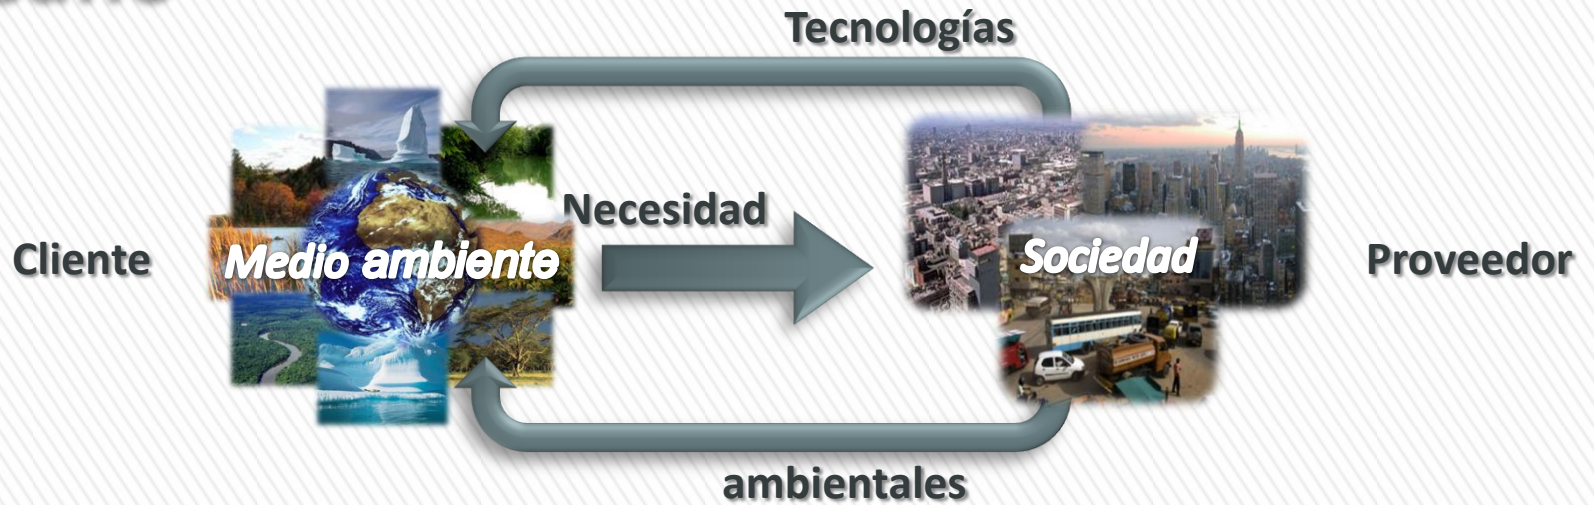 Tecnologías
Necesidad
Cliente
Medio ambiente
Sociedad
Proveedor
ambientales